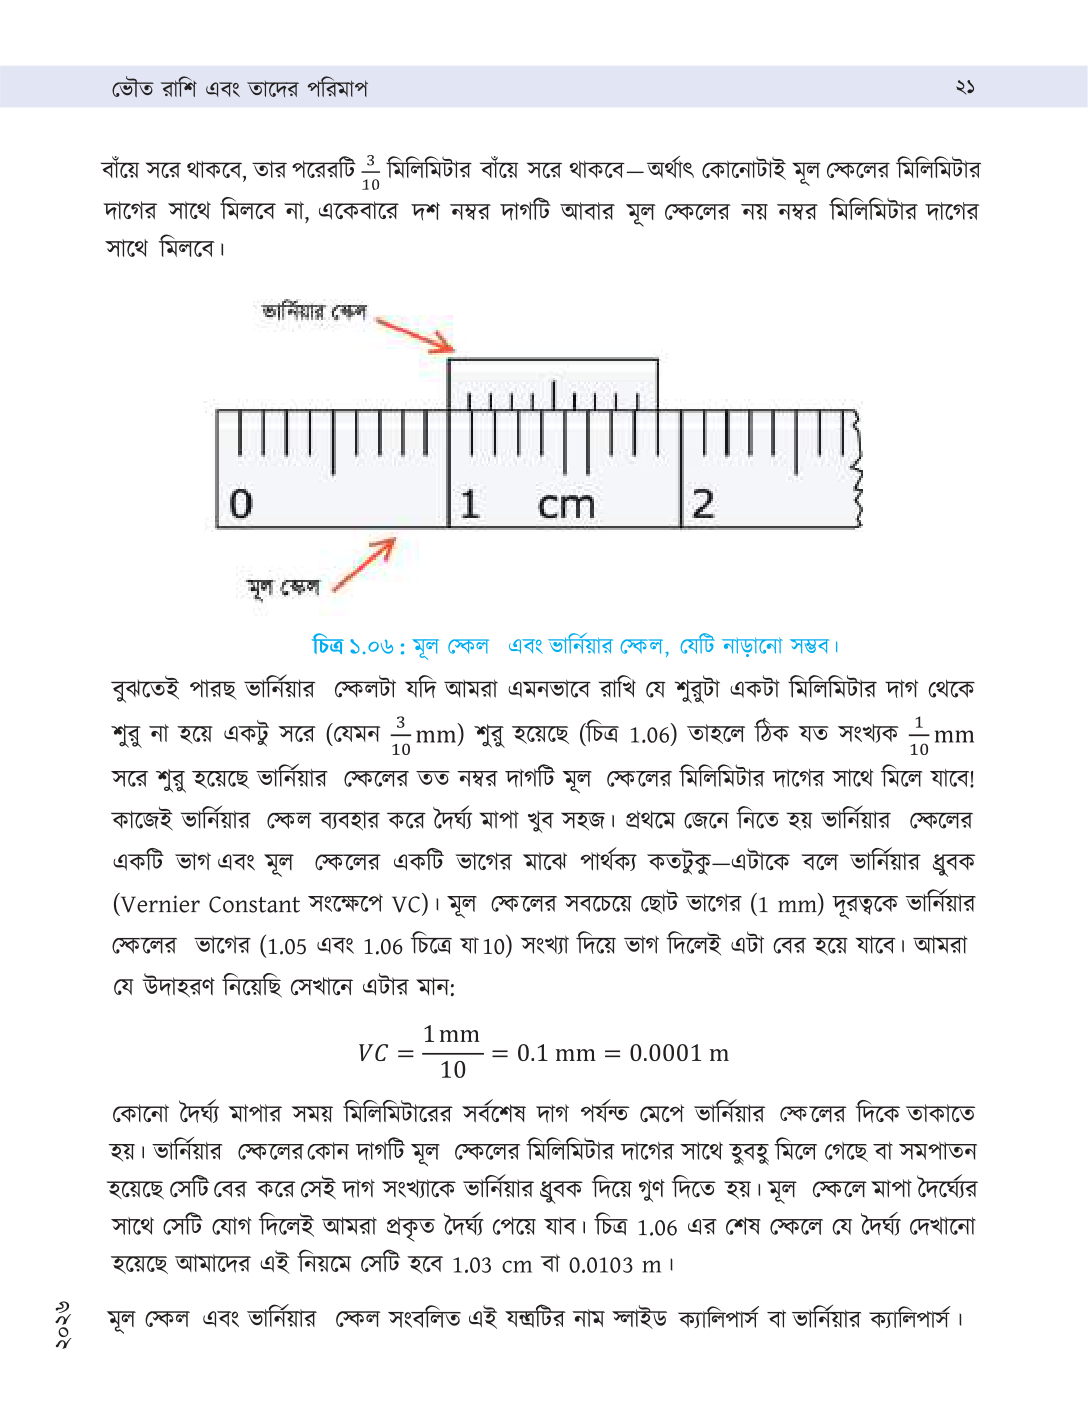 ভৌত রাশি এবং তাদের পরিমাপ ২১
বাঁয়ে সরে থাকবে, তার পরেরটি 3/10 মিলিমিটার বাঁয়ে সরে থাকবে—অর্থাৎ কোনোটাই মূল স্কেলের মিলিমিটার
দাগের সাথে মিলবে না, একেবারে দশ নম্বর দাগটি আবার মূল স্কেলের নয় নম্বর মিলিমিটার দাগের
সাথে মিলবে।
ভার্নিয়ার স্কেল
0 1 cm 2
মূল স্কেল
চিত্র ১.০৬ : মূল স্কেল এবং ভার্নিয়ার স্কেল, যেটি নাড়ানো সম্ভব।
বুঝতেই পারছ ভার্নিয়ার স্কেলটা যদি আমরা এমনভাবে রাখি যে শুরুটা একটা মিলিমিটার দাগ থেকে
শুরু না হয়ে একটু সরে (যেমন 3/10 mm) শুরু হয়েছে (চিত্র 1.06) তাহলে ঠিক যত সংখ্যক 1/10 mm
সরে শুরু হয়েছে ভার্নিয়ার স্কেলের তত নম্বর দাগটি মূল স্কেলের মিলিমিটার দাগের সাথে মিলে যাবে!
কাজেই ভার্নিয়ার স্কেল ব্যবহার করে দৈর্ঘ্য মাপা খুব সহজ। প্রথমে জেনে নিতে হয় ভার্নিয়ার স্কেলের
একটি ভাগ এবং মূল স্কেলের একটি ভাগের মাঝে পার্থক্য কতটুকু—এটাকে বলে ভার্নিয়ার ধ্রুবক
(Vernier Constant সংক্ষেপে VC)। মূল স্কেলের সবচেয়ে ছোট ভাগের (1 mm) দূরত্বকে ভার্নিয়ার
স্কেলের ভাগের (1.05 এবং 1.06 চিত্রে যা 10) সংখ্যা দিয়ে ভাগ দিলেই এটা বের হয়ে যাবে। আমরা
যে উদাহরণ নিয়েছি সেখানে এটার মান:
VC = 1 mm/10 = 0.1 mm = 0.0001 m
কোনো দৈর্ঘ্য মাপার সময় মিলিমিটারের সর্বশেষ দাগ পর্যন্ত মেপে ভার্নিয়ার স্কেলের দিকে তাকাতে
হয়। ভার্নিয়ার স্কেলের কোন দাগটি মূল স্কেলের মিলিমিটার দাগের সাথে হুবহু মিলে গেছে বা সমপাতন
হয়েছে সেটি বের করে সেই দাগ সংখ্যাকে ভার্নিয়ার ধ্রুবক দিয়ে গুণ দিতে হয়। মূল স্কেলে মাপা দৈর্ঘ্যের
সাথে সেটি যোগ দিলেই আমরা প্রকৃত দৈর্ঘ্য পেয়ে যাব। চিত্র 1.06 এর শেষ স্কেলে যে দৈর্ঘ্য দেখানো
হয়েছে আমাদের এই নিয়মে সেটি হবে 1.03 cm বা 0.0103 m।
মূল স্কেল এবং ভার্নিয়ার স্কেল সংবলিত এই যন্ত্রটির নাম স্লাইড ক্যালিপার্স বা ভার্নিয়ার ক্যালিপার্স।
২০২৬